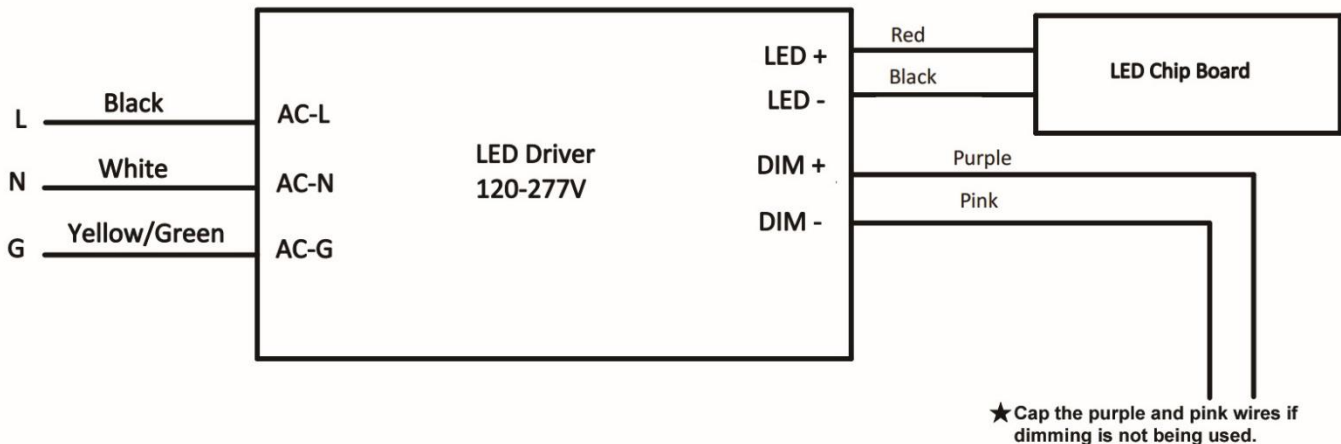 L
Black
AC-L
N
White
AC-N
G
Yellow/Green
AC-G
LED Driver
120-277V
LED +
Red
LED -
Black
DIM +
Purple
DIM -
Pink
LED Chip Board
★ Cap the purple and pink wires if
dimming is not being used.